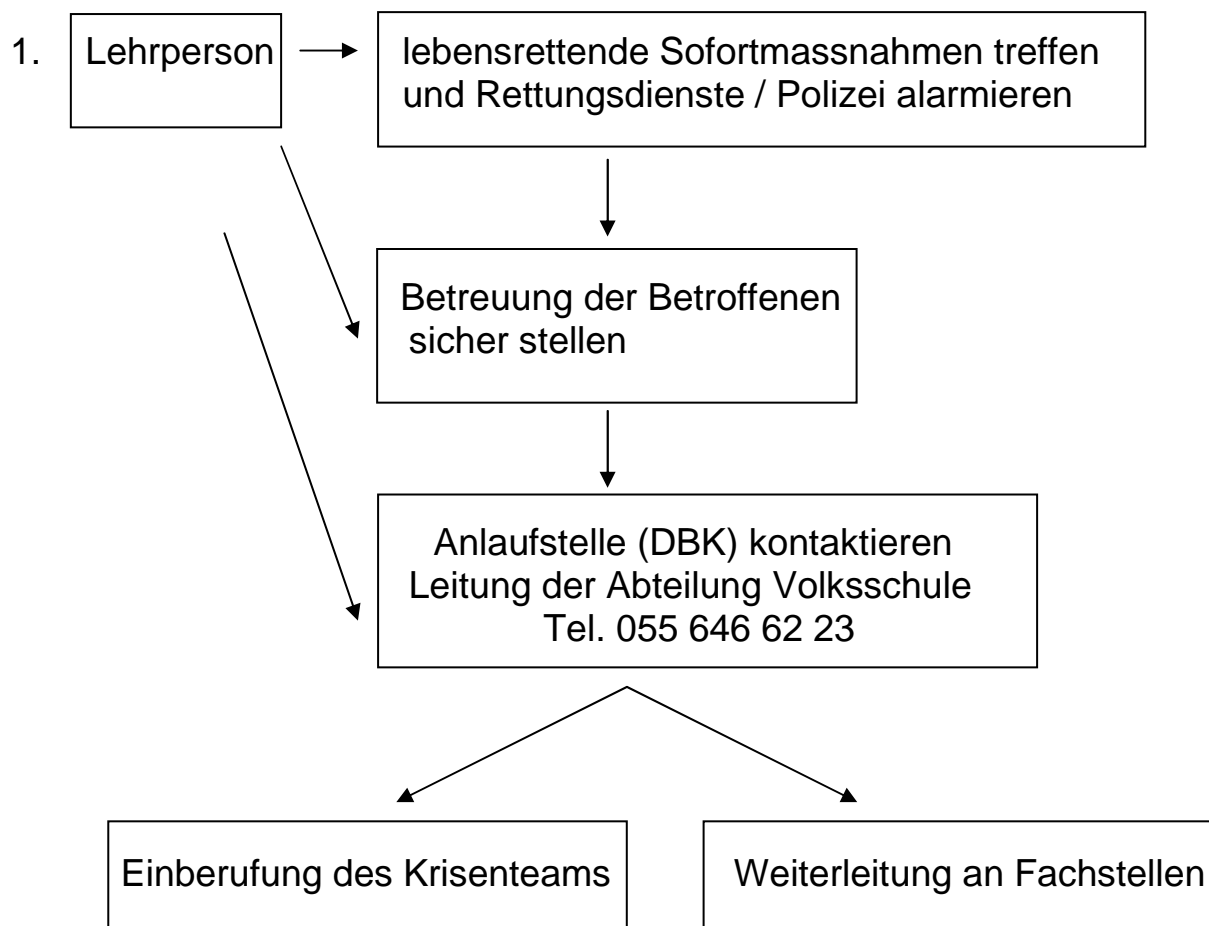 1. Lehrperson
lebensrettende Sofortmassnahmen treffen
und Rettungsdienste / Polizei alarmieren
Betreuung der Betroffenen
sicher stellen
Anlaufstelle (DBK) kontaktieren
Leitung der Abteilung Volksschule
Tel. 055 646 62 23
Einberufung des Krisenteams
Weiterleitung an Fachstellen